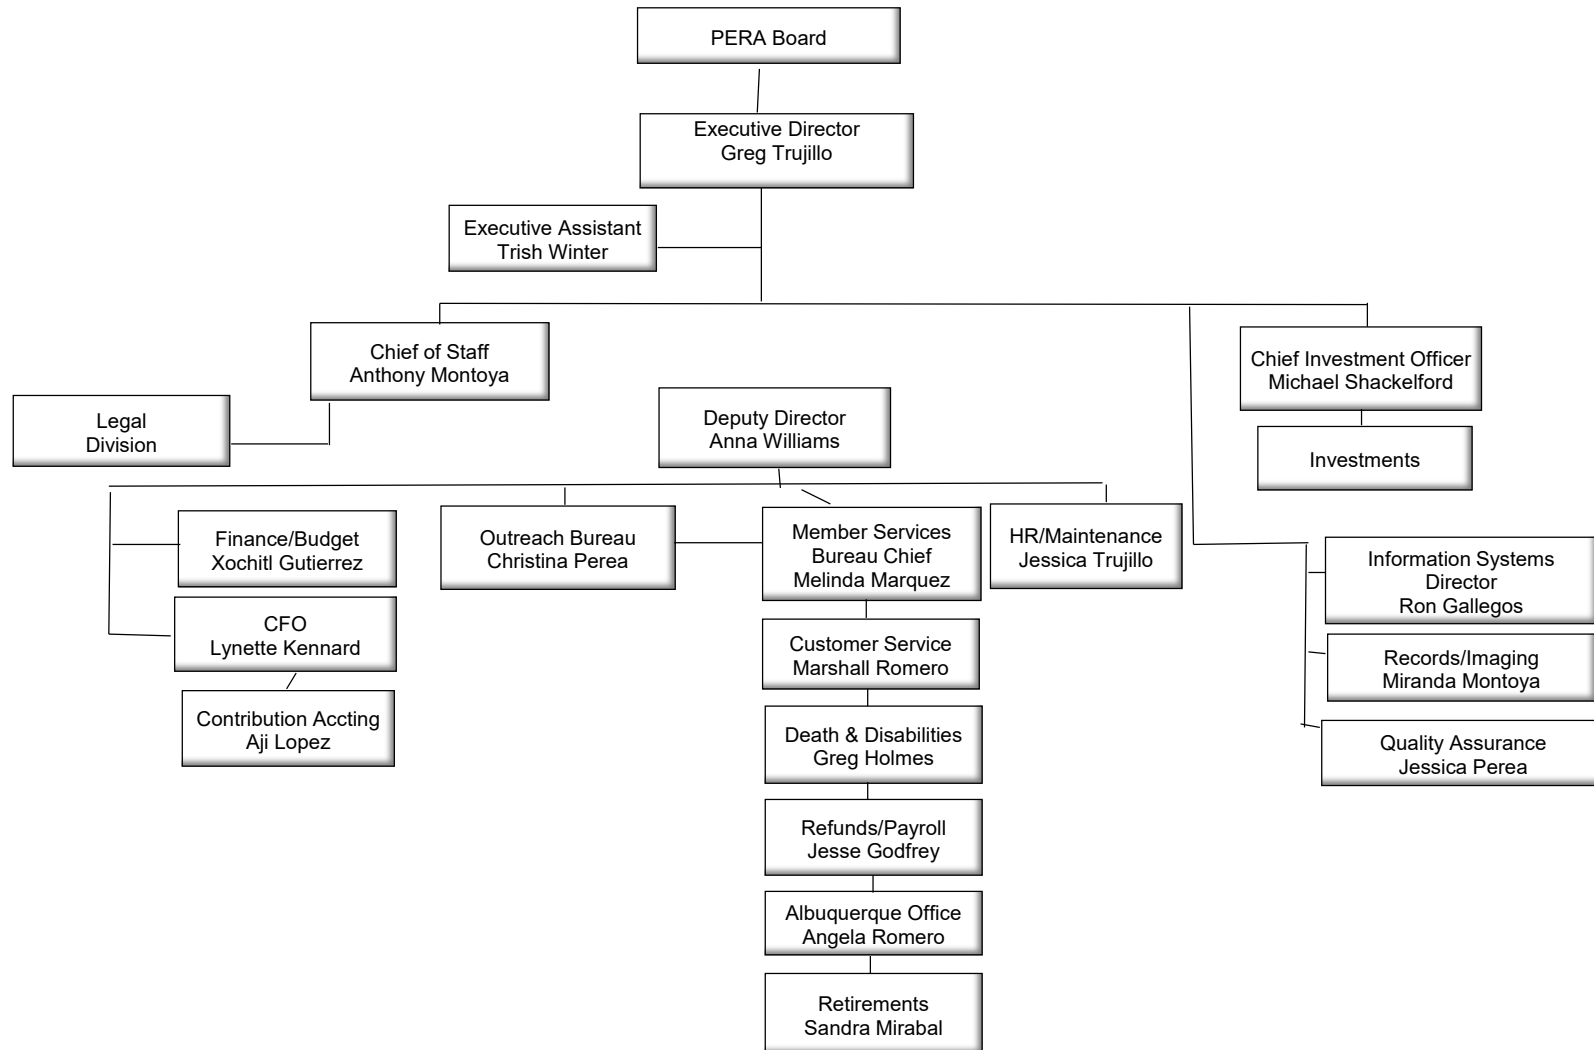 PERA Board
Executive Director
Greg Trujillo
Executive Assistant
Trish Winter
Chief of Staff
Anthony Montoya
Chief Investment Officer
Michael Shackelford
Legal
Division
Deputy Director
Anna Williams
Investments
Finance/Budget
Xochitl Gutierrez
Outreach Bureau
Christina Perea
Member Services
Bureau Chief
Melinda Marquez
HR/Maintenance
Jessica Trujillo
Information Systems
Director
Ron Gallegos
CFO
Lynette Kennard
Customer Service
Marshall Romero
Records/Imaging
Miranda Montoya
Contribution Accting
Aji Lopez
Death & Disabilities
Greg Holmes
Quality Assurance
Jessica Perea
Refunds/Payroll
Jesse Godfrey
Albuquerque Office
Angela Romero
Retirements
Sandra Mirabal